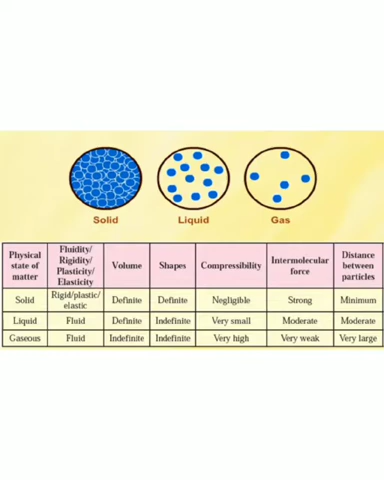 Solid Liquid Gas
Physical state of matter Fluidity/ Rigidity/ Plasticity/ Elasticity Volume Shapes Compressibility Intermolecular force Distance between particles
Solid Rigid/plastic/ elastic Definite Definite Negligible Strong Minimum
Liquid Fluid Definite Indefinite Very small Moderate Moderate
Gaseous Fluid Indefinite Indefinite Very high Very weak Very large